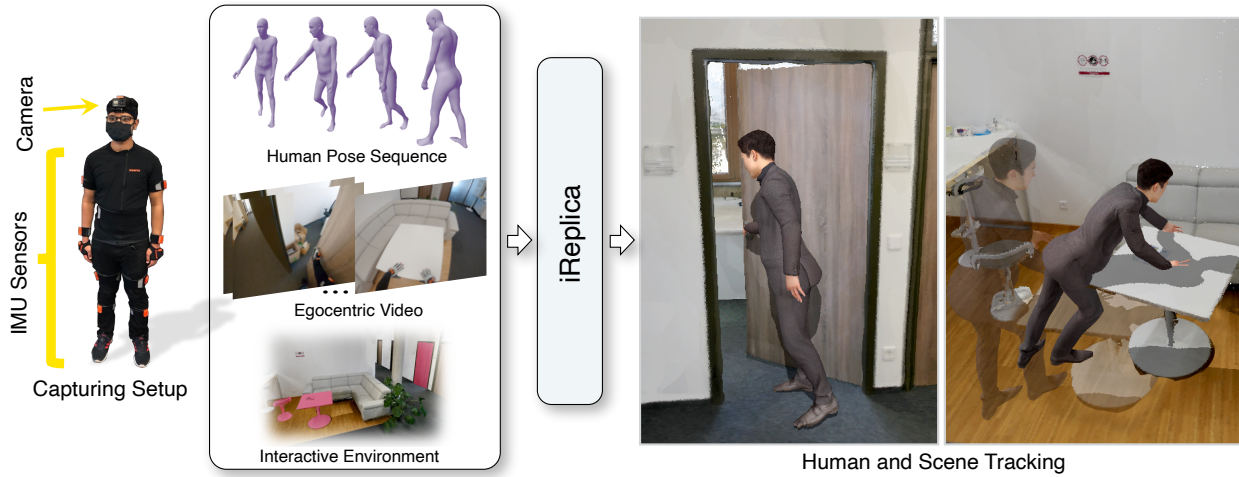 Camera
IMU Sensors
Capturing Setup
Human Pose Sequence
...
Egocentric Video
Interactive Environment
iReplica
Human and Scene Tracking